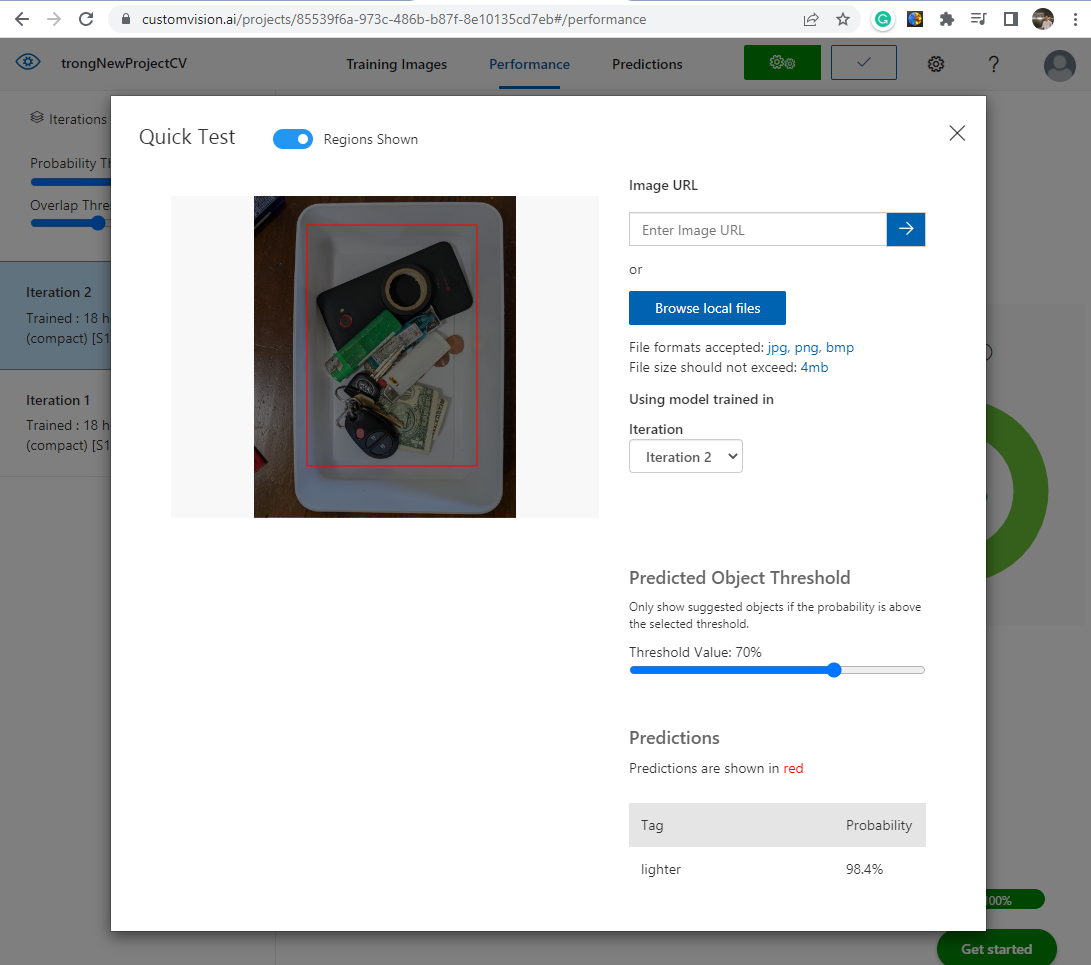 customvision.ai/projects/85539f6a-973c-486b-b87f-8e10135cd7eb#/performance
trongNewProjectCV
Training Images
Performance
Predictions
?
Iterations
Probability Th
Overlap Thre
Iteration 2
Trained : 18 h
(compact) [S1
Iteration 1
Trained : 18 h
(compact) [S1
Quick Test
Regions Shown
Image URL
Enter Image URL
or
Browse local files
File formats accepted: jpg, png, bmp
File size should not exceed: 4mb
Using model trained in
Iteration
Iteration 2
Predicted Object Threshold
Only show suggested objects if the probability is above
the selected threshold.
Threshold Value: 70%
Predictions
Predictions are shown in red
Tag Probability
lighter 98.4%
100%
Get started